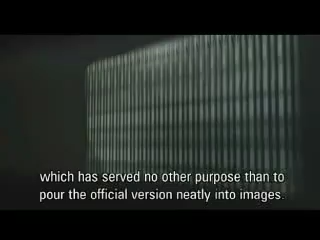 which has served no other purpose than to
pour the official version neatly into images.